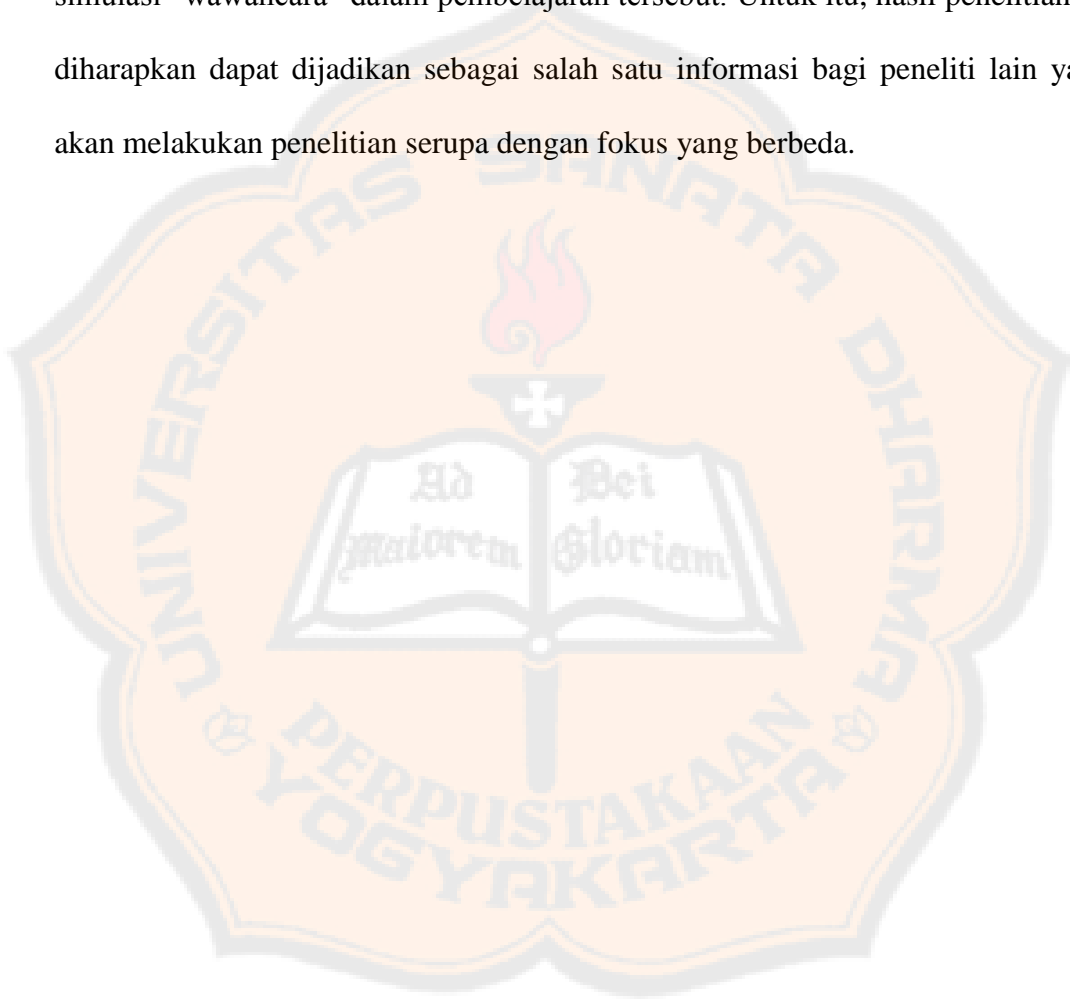 simulasi "wawancara" dalam pembelajaran tersebut. Untuk itu, hasil penelitian
diharapkan dapat dijadikan sebagai salah satu informasi bagi peneliti lain
akan melakukan penelitian serupa dengan fokus yang berbeda.
UNIVERSITAS SANATA DHARMA
Ad Dei
maiorem Gloriam
PERPUSTAKAAN
YOGYAKARTA